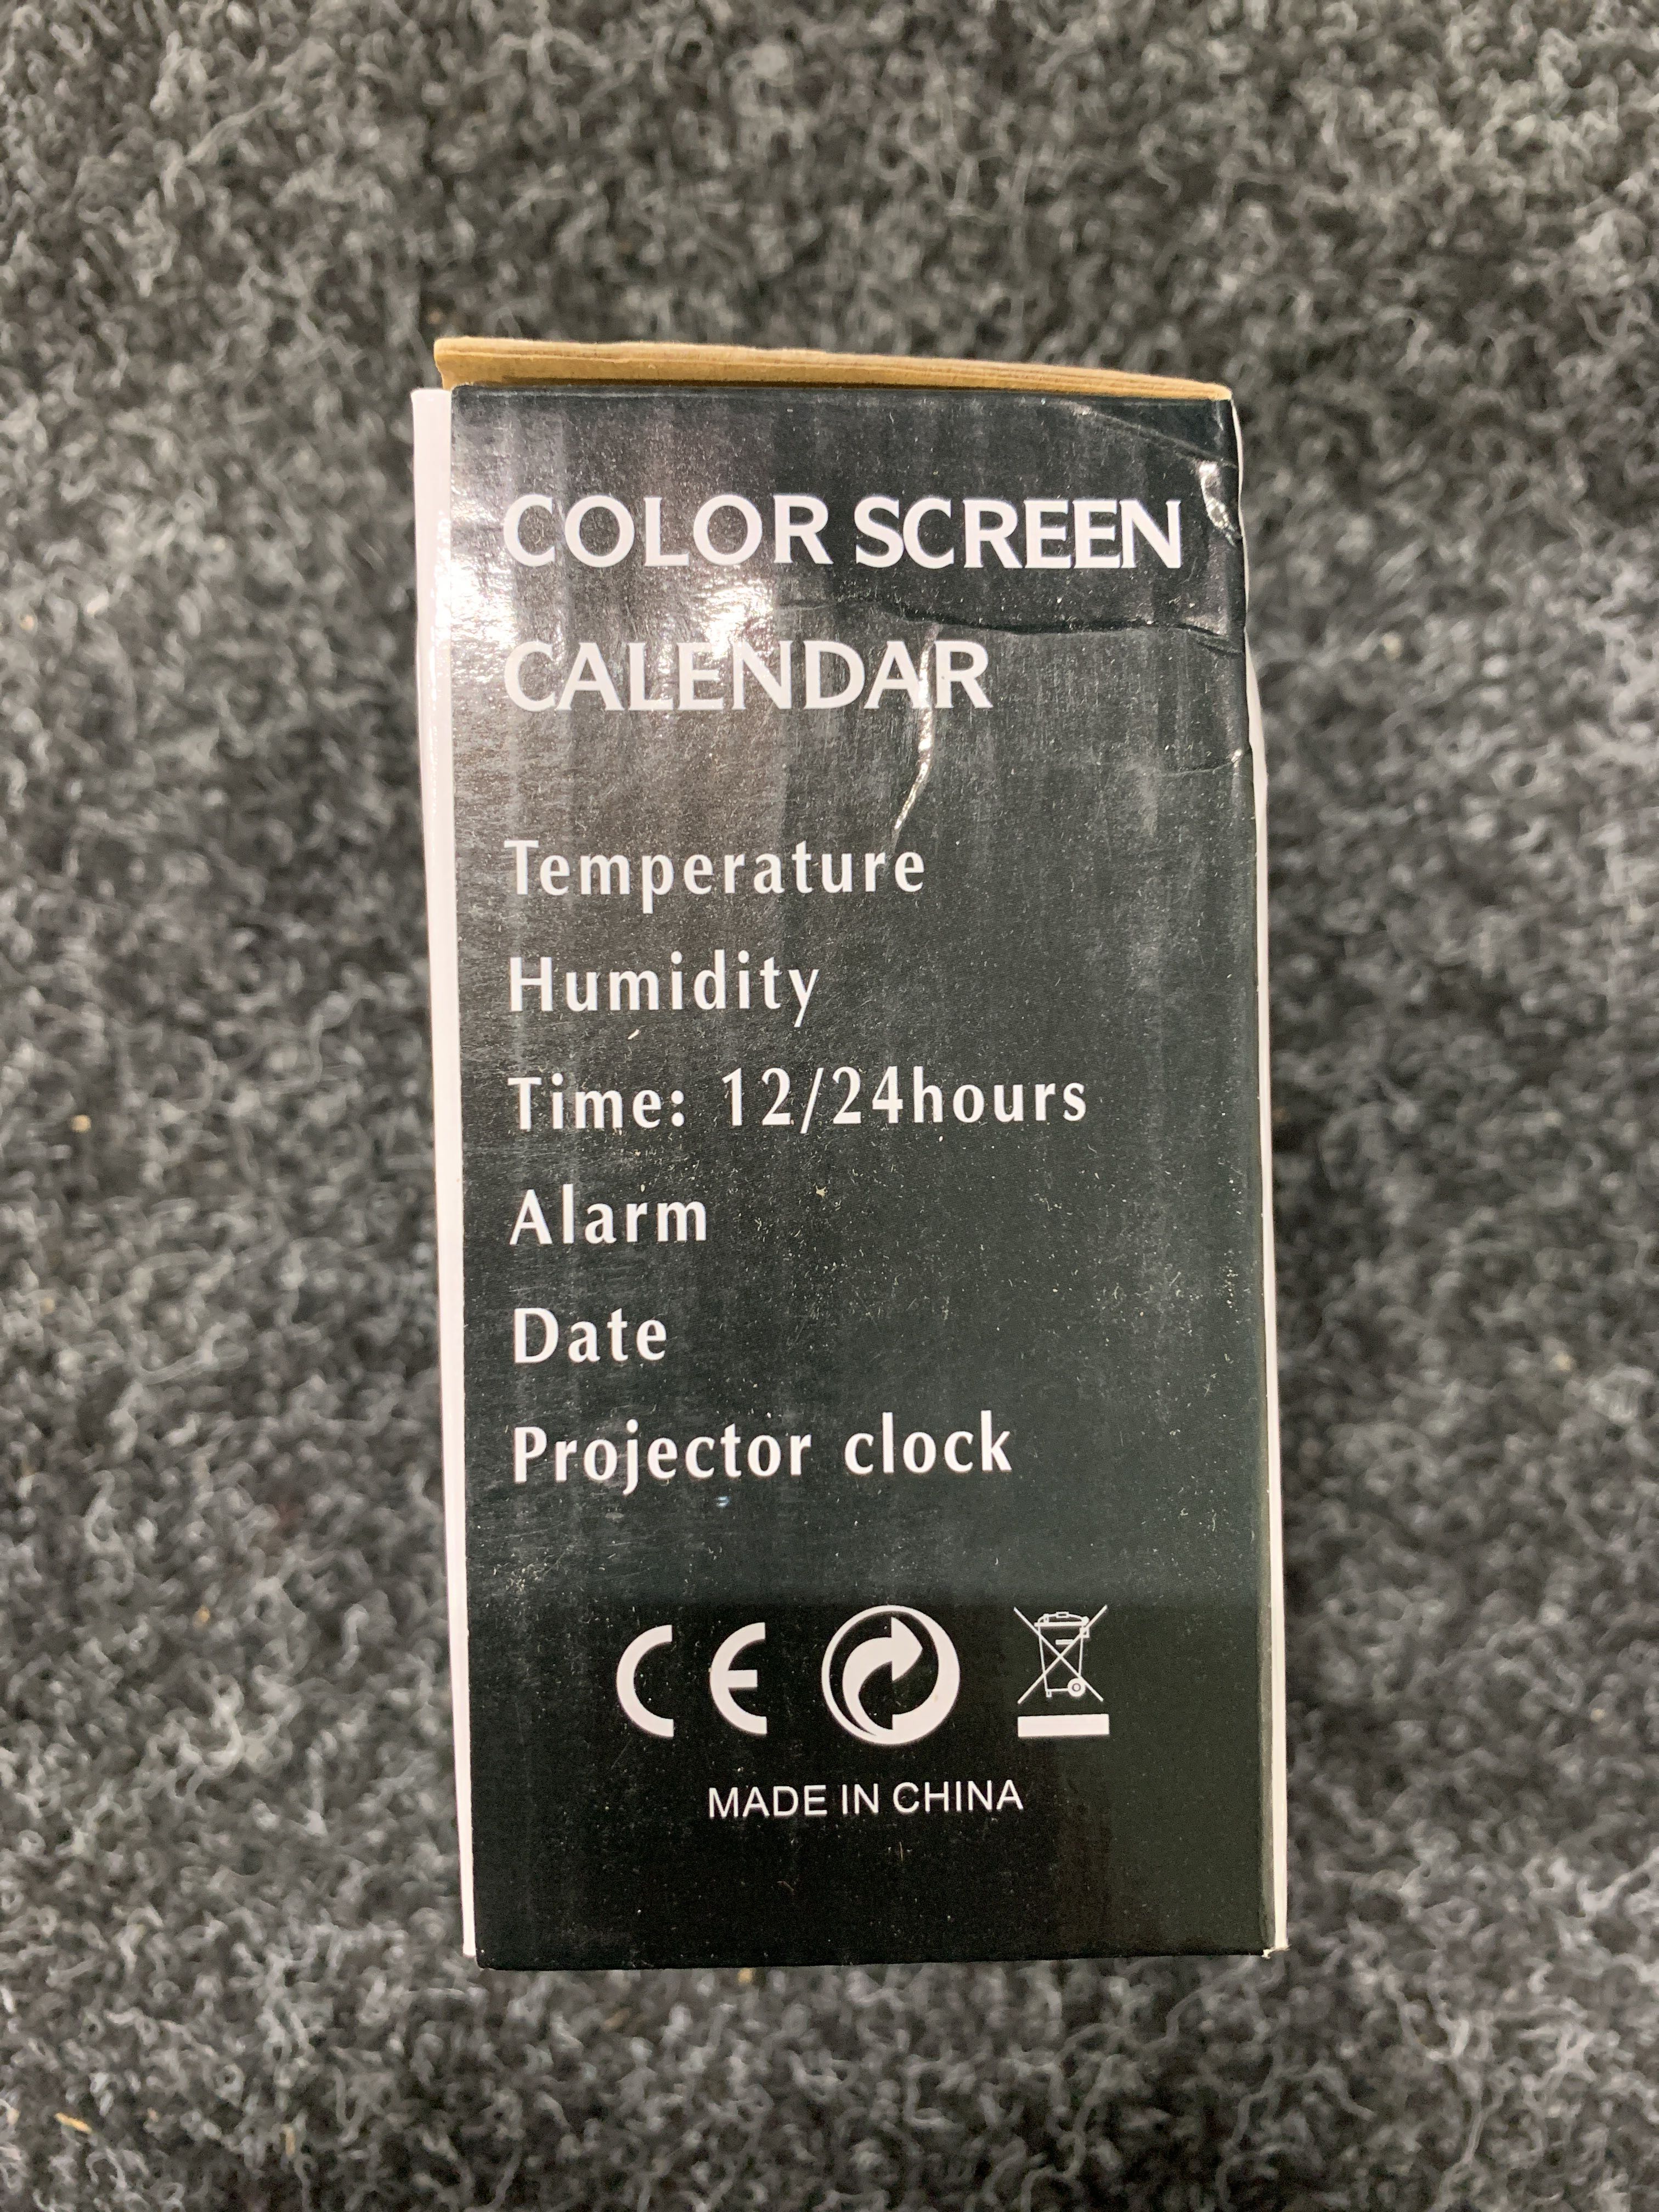 COLOR SCREEN
CALENDAR
Temperature
Humidity
Time: 12/24hours
Alarm
Date
Projector clock
CE
MADE IN CHINA